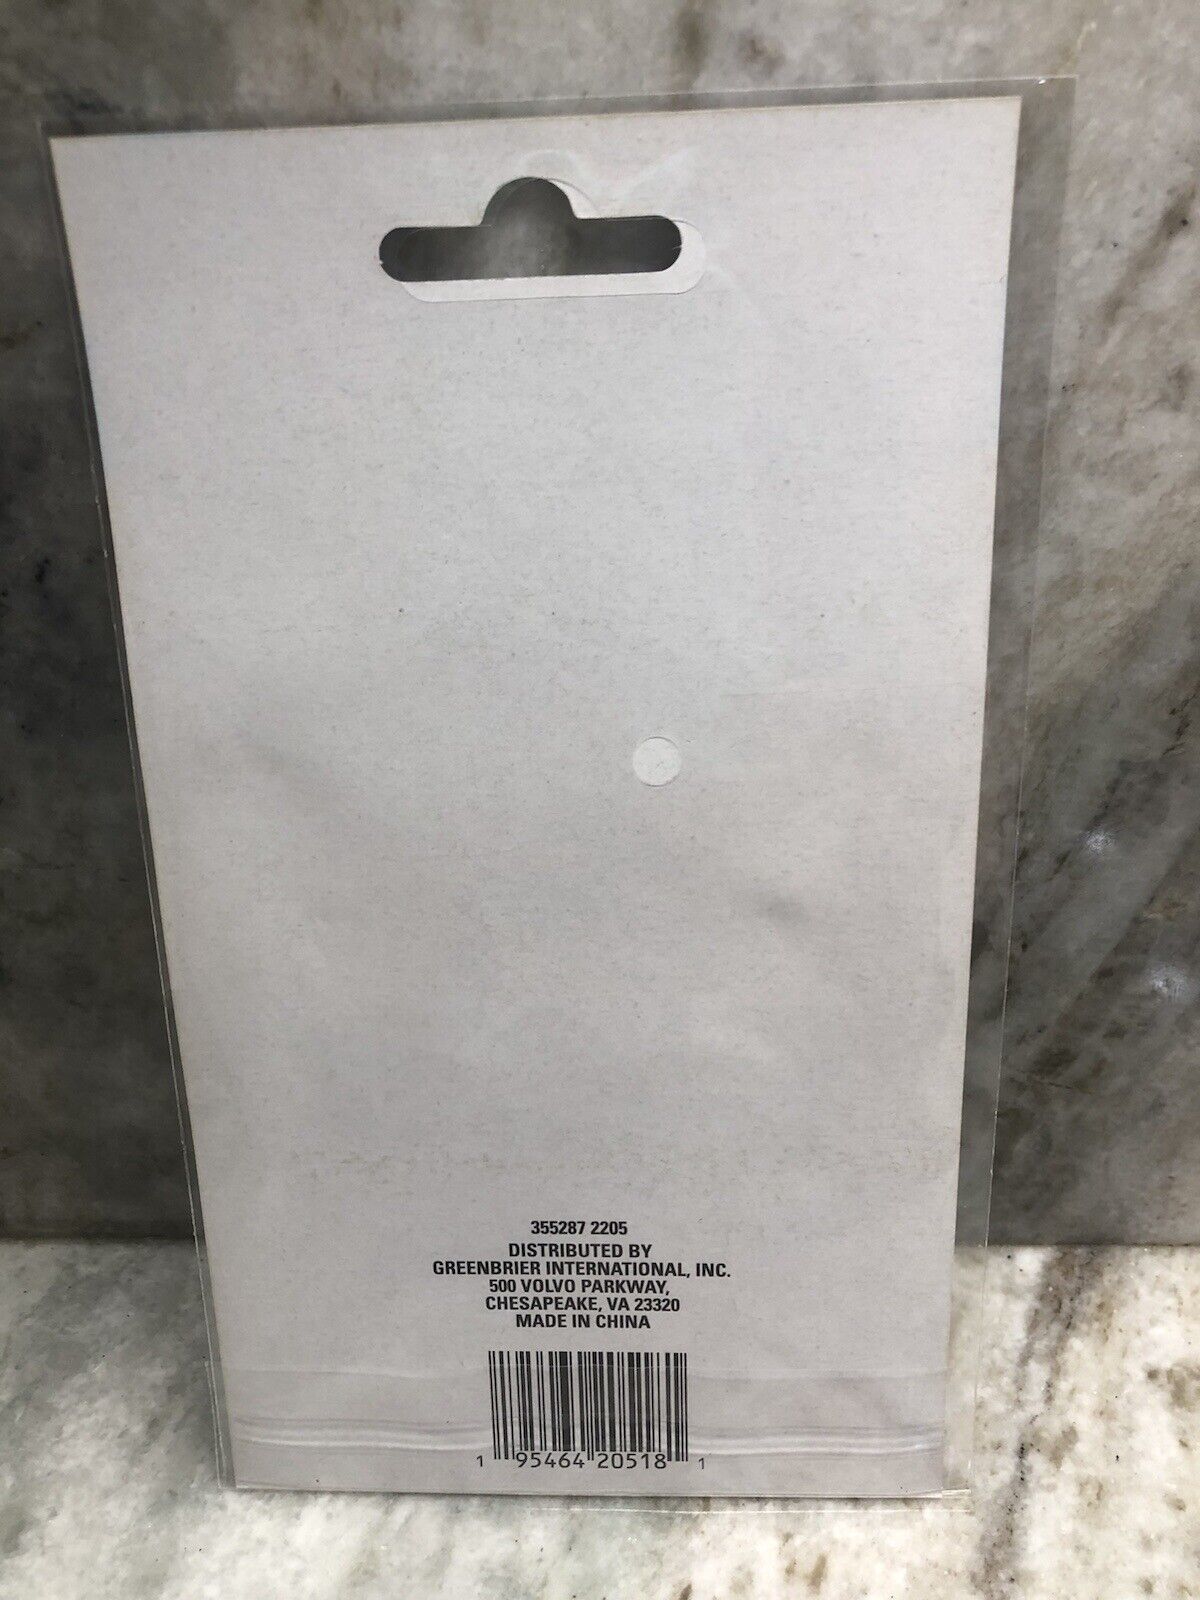 355287 2205
DISTRIBUTED BY
GREENBRIER INTERNATIONAL, INC.
500 VOLVO PARKWAY,
CHESAPEAKE, VA 23320
MADE IN CHINA
1 95464 20518 1